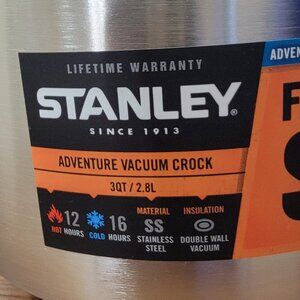 LIFETIME WARRANTY
ADVEN
STANLEY®
SINCE 1913
ADVENTURE VACUUM CROCK
3QT / 2.8L
12 HOT HOURS
16 COLD HOURS
MATERIAL
SS
STAINLESS
STEEL
INSULATION
DOUBLE WALL
VACUUM